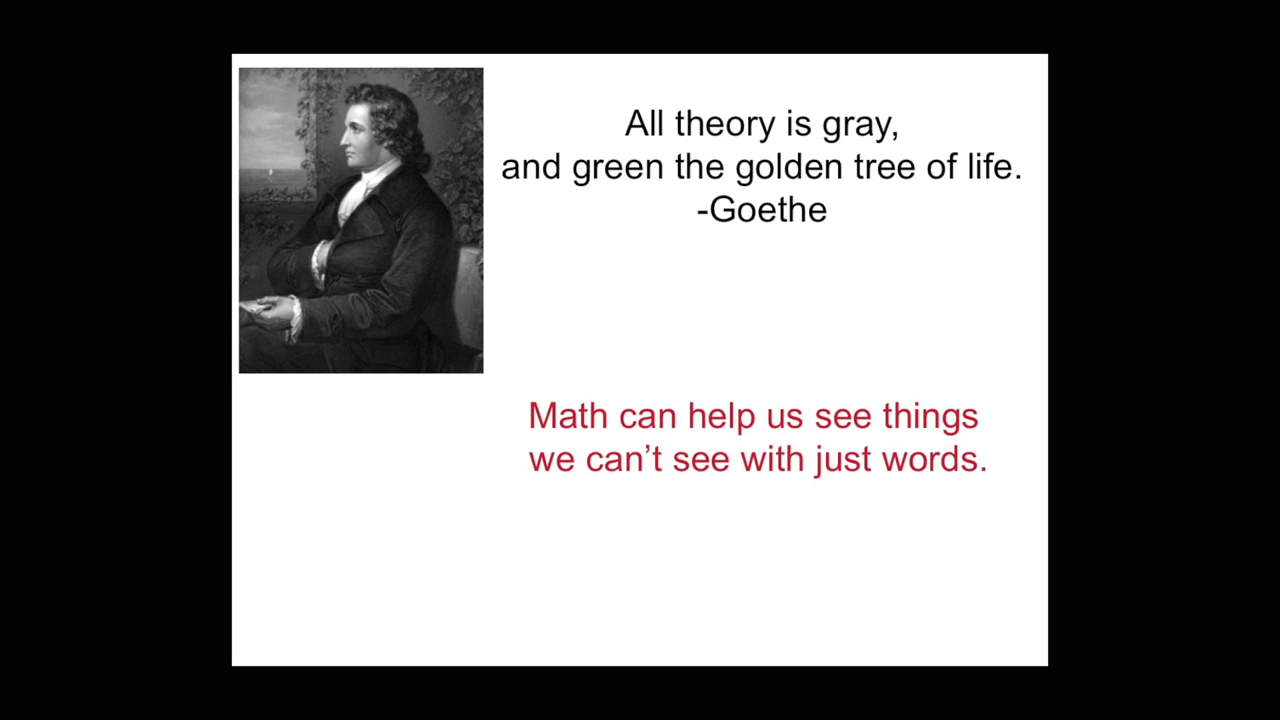 All theory is gray,
and green the golden tree of life.
-Goethe
Math can help us see things
we can’t see with just words.